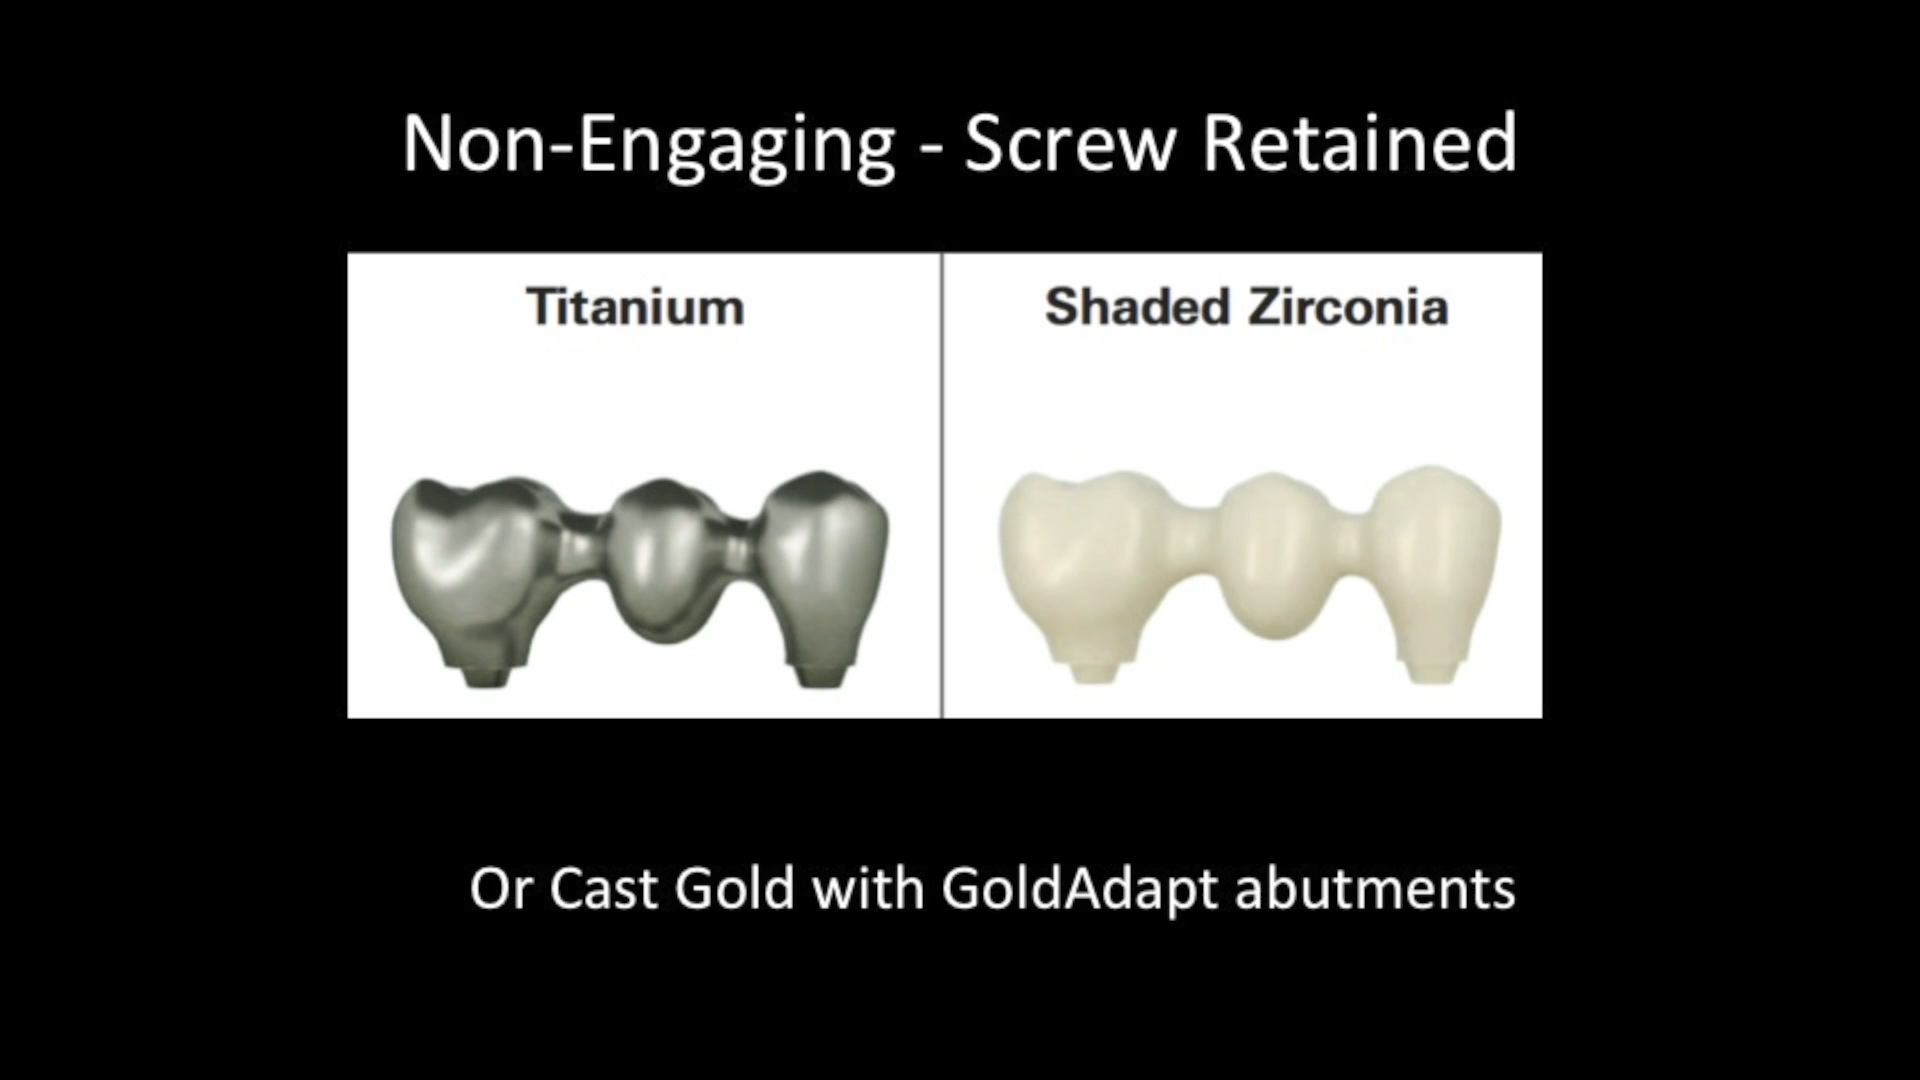 Non-Engaging - Screw Retained
Titanium
Shaded Zirconia
Or Cast Gold with GoldAdapt abutments